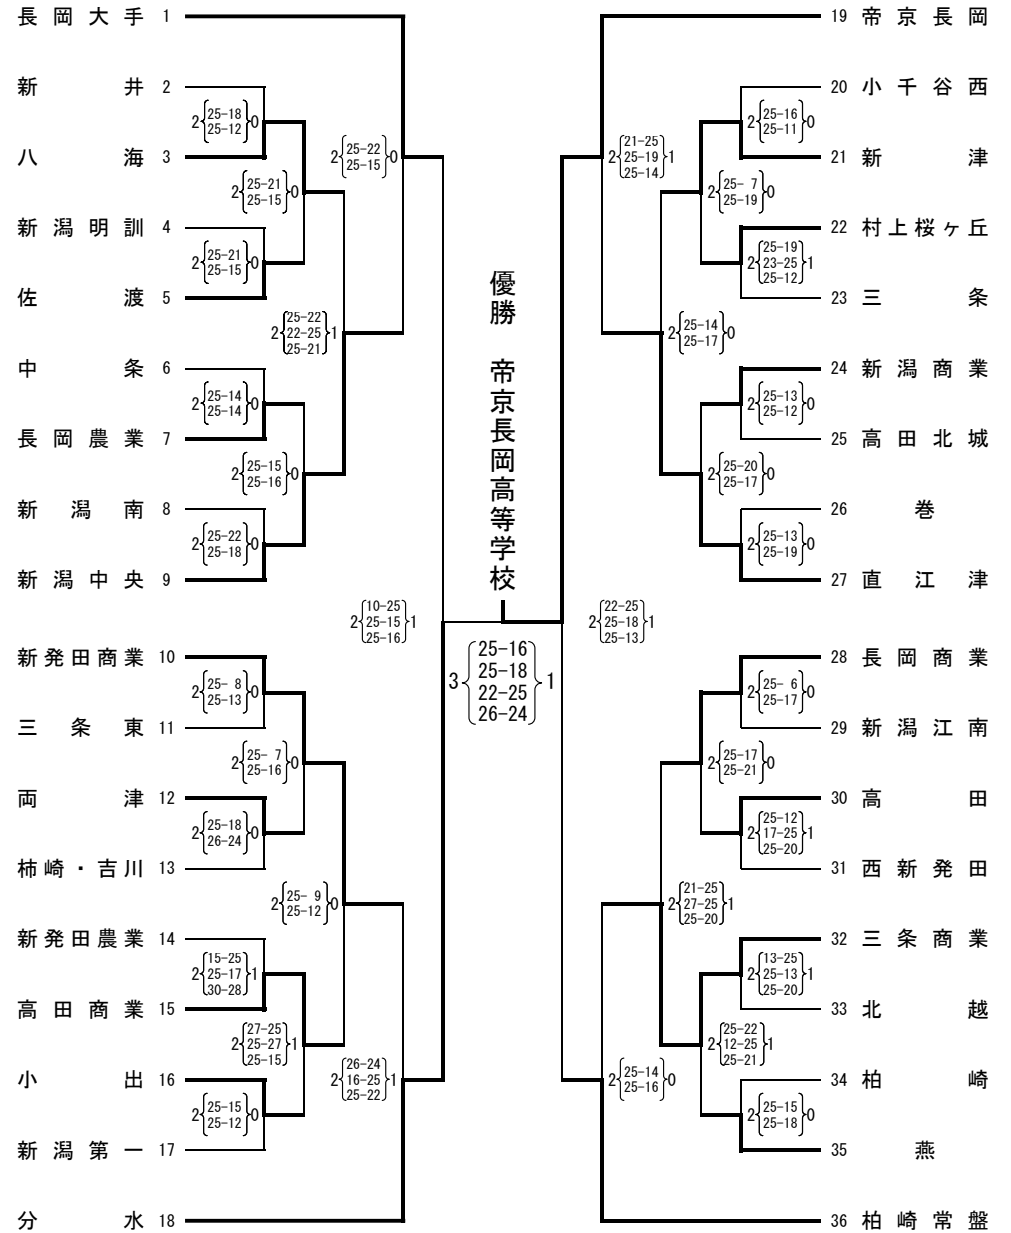 長岡大手 1
新井 2
2 25-18 0
25-12
八海 3
2 25-22 0
25-15
2 25-21 0
25-15
新潟明訓 4
2 25-21 0
25-15
佐渡 5
2 25-22 1
22-25
25-21
中条 6
2 25-14 0
25-14
長岡農業 7
2 25-15 0
25-16
新潟南 8
2 25-22 0
25-18
新潟中央 9
2 10-25 1
25-15
25-16
新発田商業 10
2 25- 8 0
25-13
三条東 11
2 25- 7 0
25-16
両津 12
2 25-18 0
26-24
柿崎・吉川 13
2 25- 9 0
25-12
新発田農業 14
2 15-25 1
25-17
30-28
高田商業 15
2 27-25 1
25-27
25-15
小出 16
2 26-24 1
16-25
25-22
2 25-15 0
25-12
新潟第一 17
分水 18
優勝 帝京長岡高等学校
3 25-16 1
25-18
22-25
26-24
19 帝京長岡
20 小千谷西
2 25-16 0
25-11
21 新津
2 21-25 1
25-19
25-14
2 25- 7 0
25-19
22 村上桜ヶ丘
2 25-19 1
23-25
25-12
23 三条
2 25-14 0
25-17
24 新潟商業
2 25-13 0
25-12
25 高田北城
2 25-20 0
25-17
26 巻
2 25-13 0
25-19
27 直江津
2 22-25 1
25-18
25-13
28 長岡商業
2 25- 6 0
25-17
29 新潟江南
2 25-17 0
25-21
30 高田
2 25-12 1
17-25
25-20
31 西新発田
2 21-25 1
27-25
25-20
32 三条商業
2 13-25 1
25-13
25-20
33 北越
2 25-22 1
12-25
25-21
34 柏崎
2 25-14 0
25-16
2 25-15 0
25-18
35 燕
36 柏崎常盤